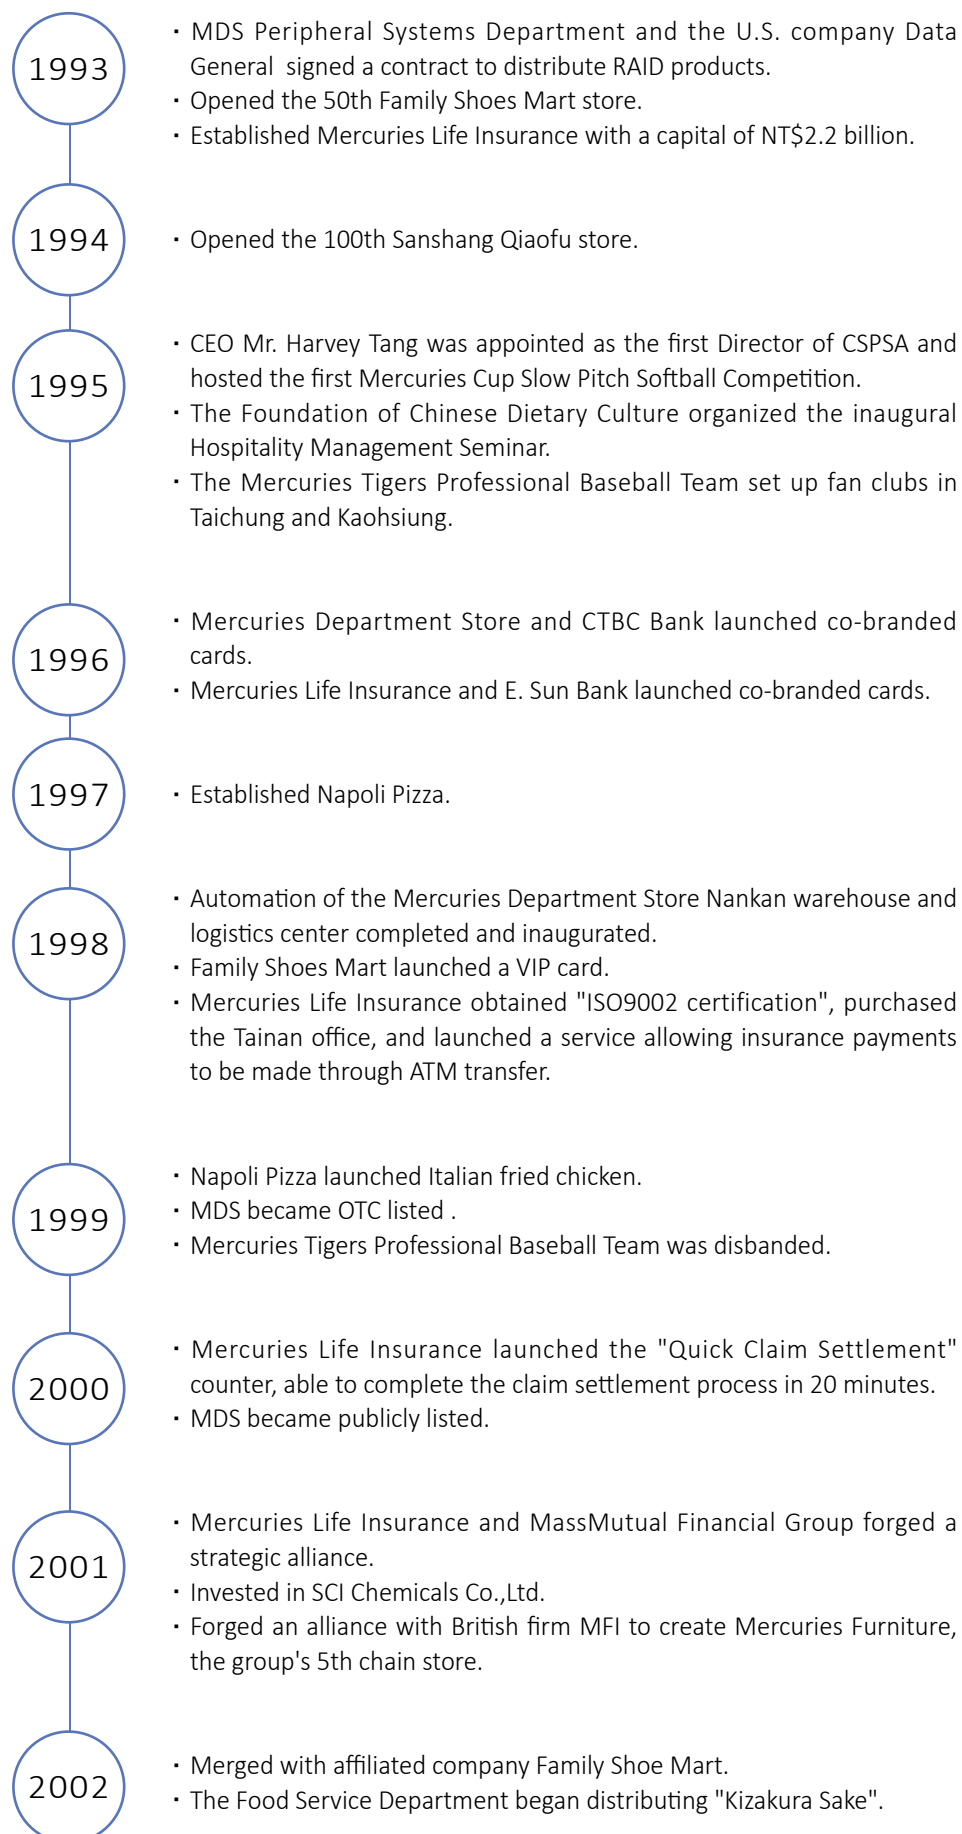 1993
· MDS Peripheral Systems Department and the U.S. company Data
General signed a contract to distribute RAID products.
· Opened the 50th Family Shoes Mart store.
· Established Mercuries Life Insurance with a capital of NT$2.2 billion.
1994
· Opened the 100th Sanshang Qiaofu store.
1995
· CEO Mr. Harvey Tang was appointed as the first Director of CSPSA and
hosted the first Mercuries Cup Slow Pitch Softball Competition.
· The Foundation of Chinese Dietary Culture organized the inaugural
Hospitality Management Seminar.
· The Mercuries Tigers Professional Baseball Team set up fan clubs in
Taichung and Kaohsiung.
1996
· Mercuries Department Store and CTBC Bank launched co-branded
cards.
· Mercuries Life Insurance and E. Sun Bank launched co-branded cards.
1997
· Established Napoli Pizza.
1998
· Automation of the Mercuries Department Store Nankan warehouse and
logistics center completed and inaugurated.
· Family Shoes Mart launched a VIP card.
· Mercuries Life Insurance obtained "ISO9002 certification", purchased
the Tainan office, and launched a service allowing insurance payments
to be made through ATM transfer.
1999
· Napoli Pizza launched Italian fried chicken.
· MDS became OTC listed .
· Mercuries Tigers Professional Baseball Team was disbanded.
2000
· Mercuries Life Insurance launched the "Quick Claim Settlement"
counter, able to complete the claim settlement process in 20 minutes.
· MDS became publicly listed.
2001
· Mercuries Life Insurance and MassMutual Financial Group forged a
strategic alliance.
· Invested in SCI Chemicals Co.,Ltd.
· Forged an alliance with British firm MFI to create Mercuries Furniture,
the group's 5th chain store.
2002
· Merged with affiliated company Family Shoe Mart.
· The Food Service Department began distributing "Kizakura Sake".